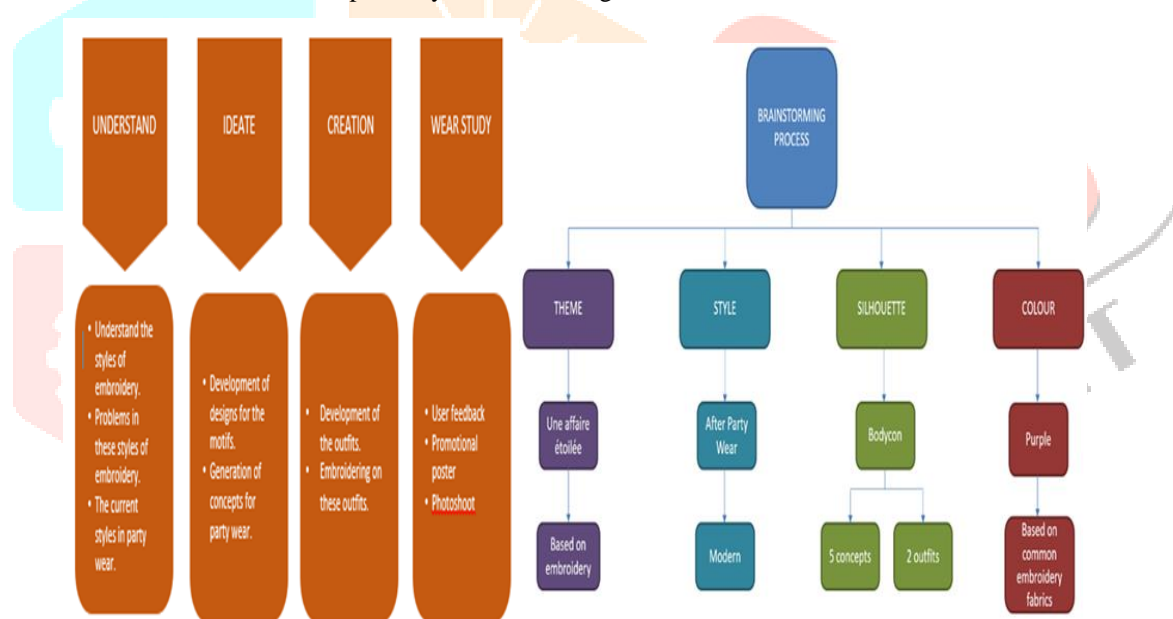 UNDERSTAND
IDEATE
CREATION
WEAR STUDY
• Understand the
styles of
embroidery.
• Problems in
these styles of
embroidery.
• The current
styles in party
wear.
• Development of
designs for the
motifs.
• Generation of
concepts for
party wear.
• Development of
the outfits.
• Embroidering on
these outfits.
• User feedback
• Promotional
poster
• Photoshoot
BRAINSTORMING
PROCESS
THEME
STYLE
SILHOUETTE
COLOUR
Une affaire
étoilée
After Party
Wear
Bodycon
Purple
Based on
embroidery
Modern
5 concepts
2 outfits
Based on
common
embroidery
fabrics